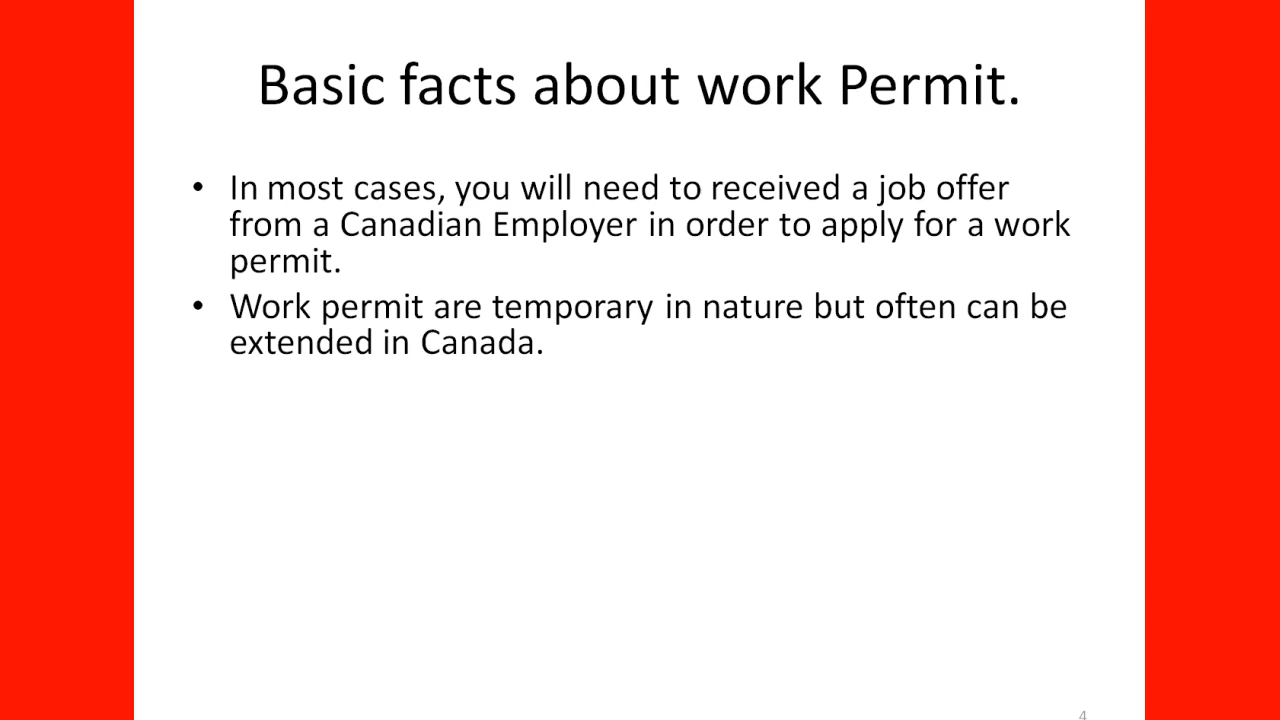 Basic facts about work Permit.
• In most cases, you will need to received a job offer
from a Canadian Employer in order to apply for a work
permit.
• Work permit are temporary in nature but often can be
extended in Canada.
4